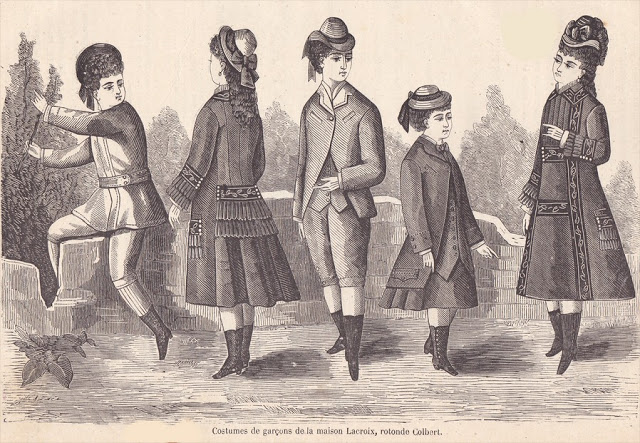 Costumes de garçons de la maison Lacroix, rotonde Colbert.